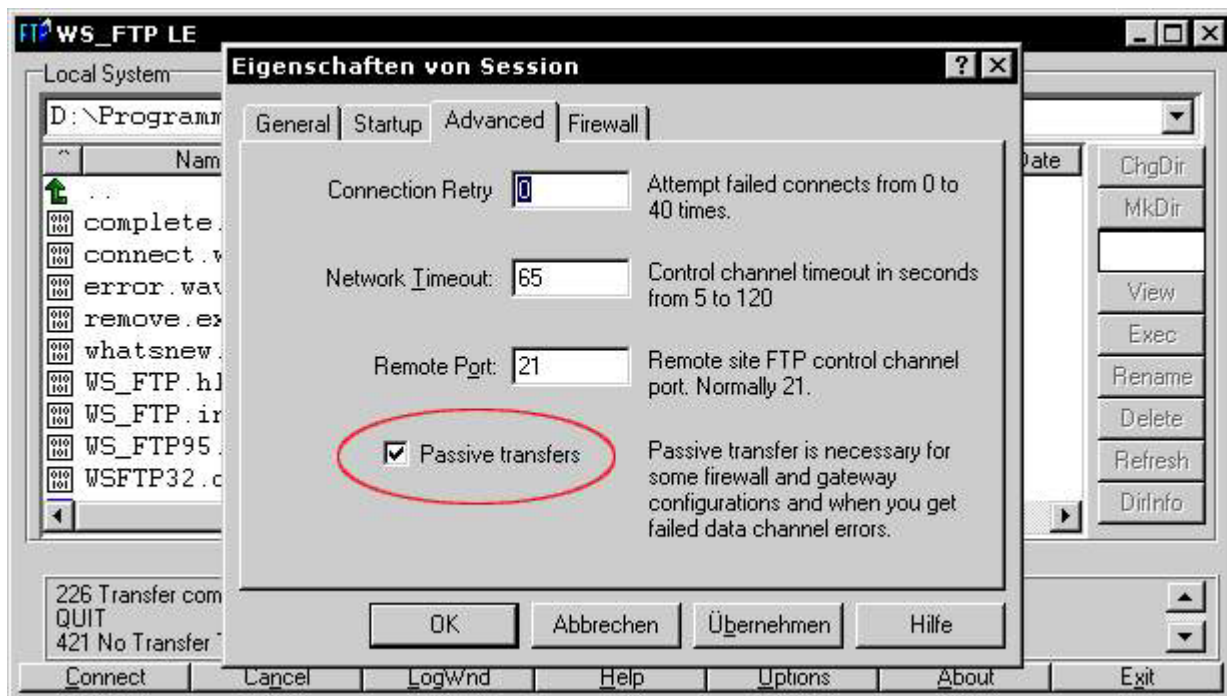 WS_FTP LE
Eigenschaften von Session
Local System
D:\Programm
General
Startup
Advanced
Firewall
Nam
Date
Connection Retry
0
Attempt failed connects from 0 to
40 times.
Network Timeout:
65
Control channel timeout in seconds
from 5 to 120
Remote Port:
21
Remote site FTP control channel
port. Normally 21.
Passive transfers
Passive transfer is necessary for
some firewall and gateway
configurations and when you get
failed data channel errors.
..
complete.
connect.w
error.wav
remove.ex
whatsnew.
WS_FTP.hl
WS_FTP.in
WS_FTP95.
WSFTP32.d
ChgDir
MkDir
View
Exec
Rename
Delete
Refresh
DirInfo
226 Transfer com
QUIT
421 No Transfer T
OK
Abbrechen
Übernehmen
Hilfe
Connect
Cancel
LogWnd
Help
Options
About
Exit